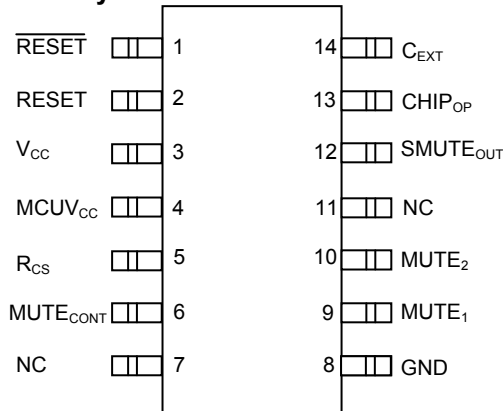 RESET 1 14 CEXT
RESET 2 13 CHIPOP
VCC 3 12 SMUTEOUT
MCUVCC 4 11 NC
RCS 5 10 MUTE2
MUTECONT 6 9 MUTE1
NC 7 8 GND